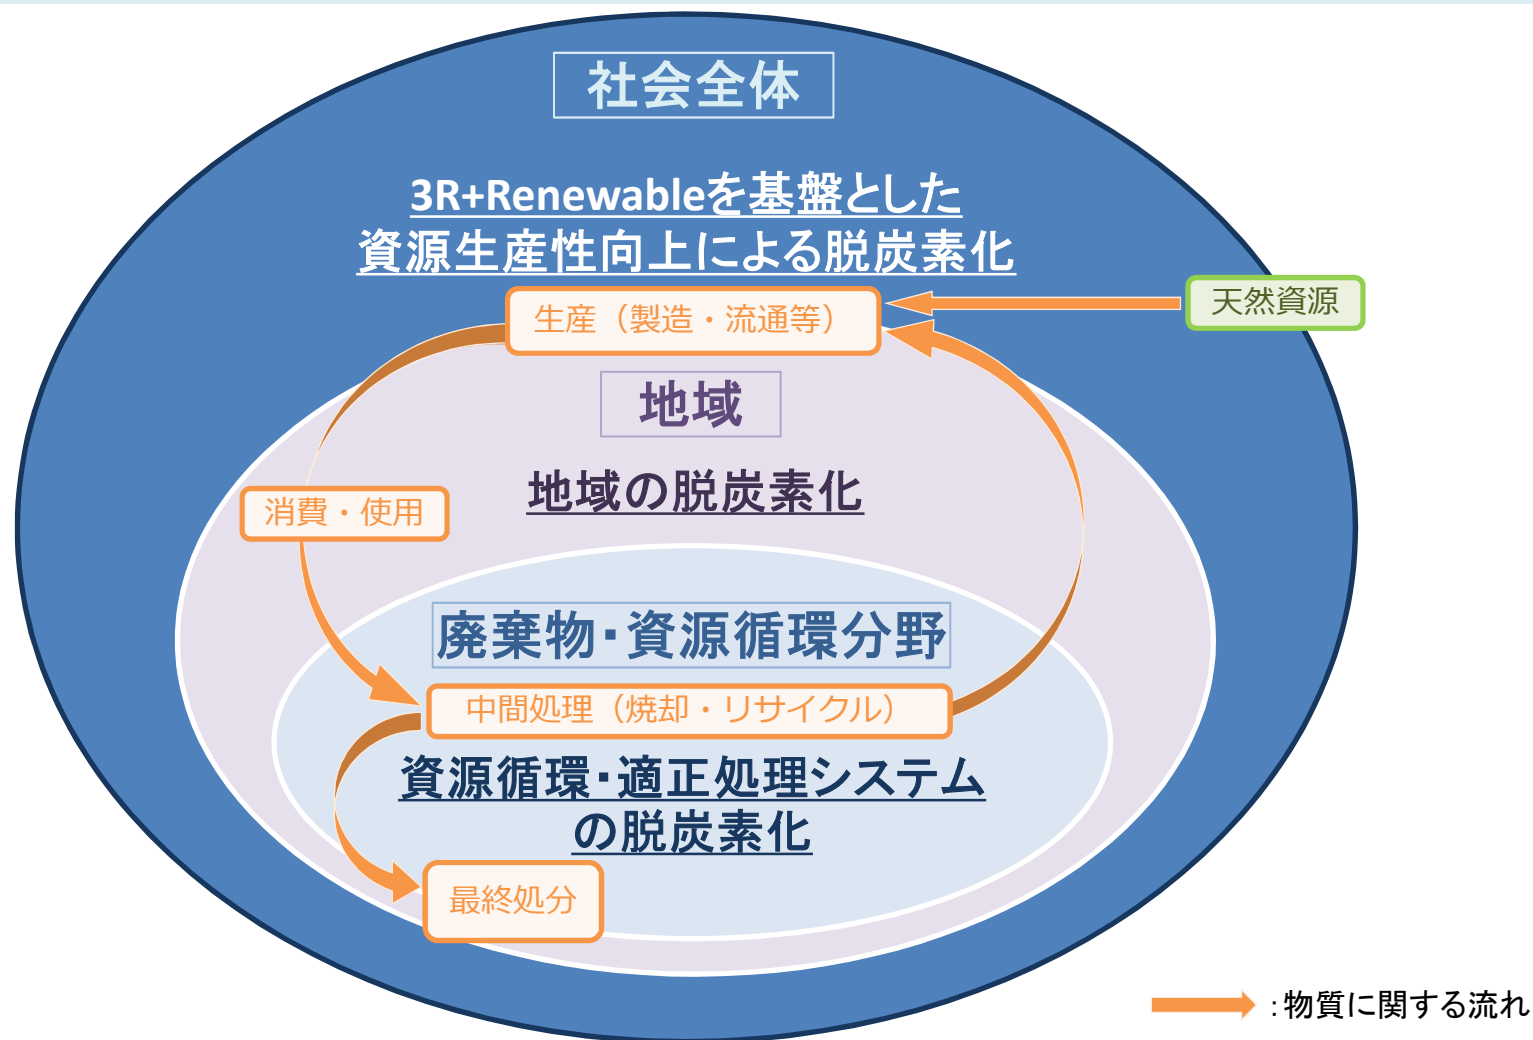 社会全体
3R+Renewableを基盤とした
資源生産性向上による脱炭素化
天然資源
生産（製造・流通等）
地域
地域の脱炭素化
消費・使用
廃棄物・資源循環分野
中間処理（焼却・リサイクル）
資源循環・適正処理システム
の脱炭素化
最終処分
：物質に関する流れ